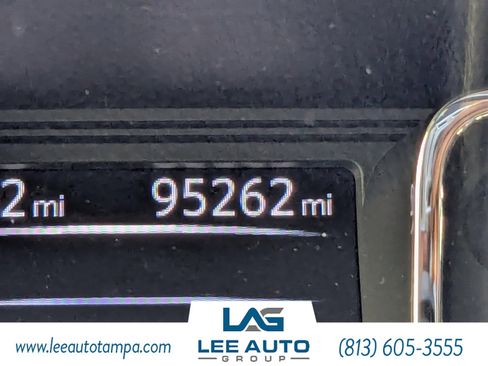 2 mi 95262 mi
LAG
www.leeautotampa.com LEE AUTO (813) 605-3555
GROUP